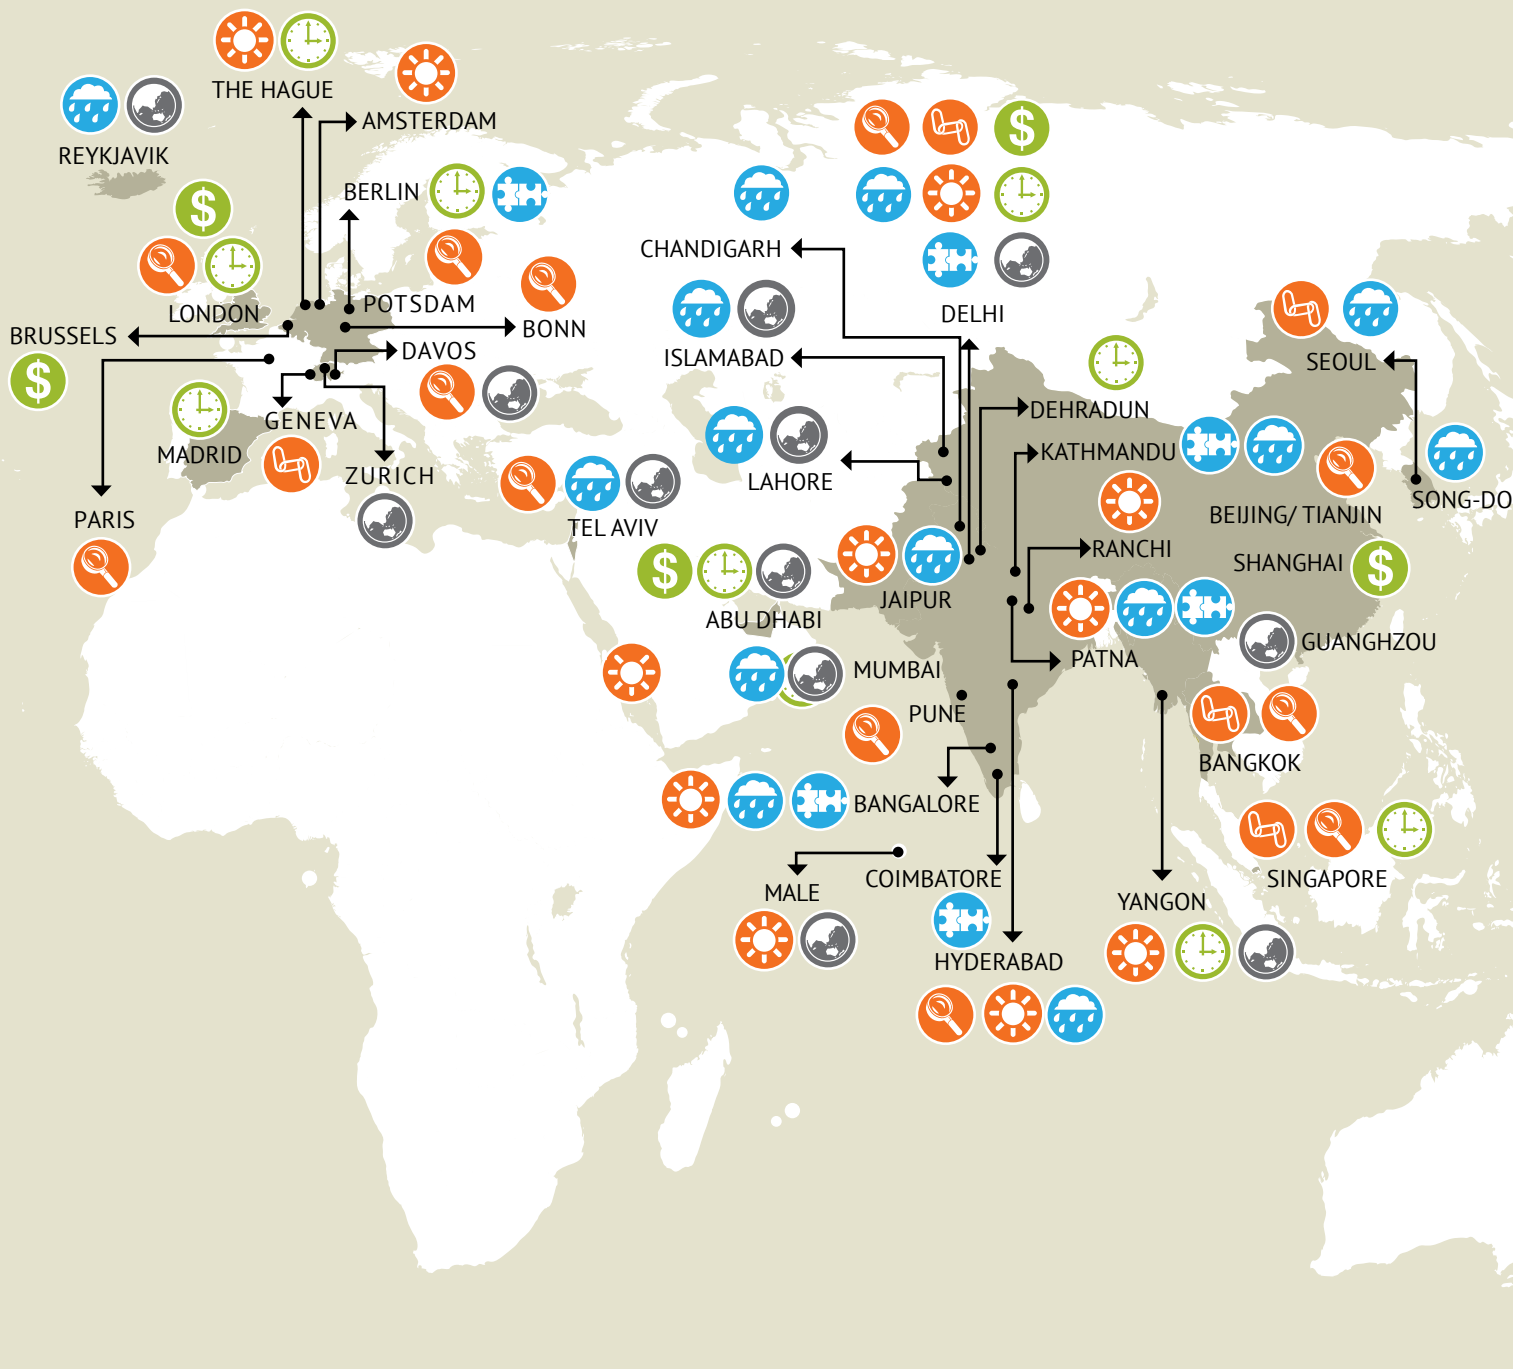 THE HAGUE
AMSTERDAM
REYKJAVIK
BERLIN
CHANDIGARH
POTSDAM
LONDON
DELHI
BONN
BRUSSELS
DAVOS
ISLAMABAD
SEOUL
GENEVA
DEHRADUN
MADRID
KATHMANDU
ZURICH
LAHORE
SONG-DO
PARIS
BEIJING/ TIANJIN
TEL AVIV
RANCHI
SHANGHAI
JAIPUR
ABU DHABI
GUANGHZOU
PATNA
MUMBAI
PUNE
BANGKOK
BANGALORE
COIMBATORE
SINGAPORE
MALE
YANGON
HYDERABAD